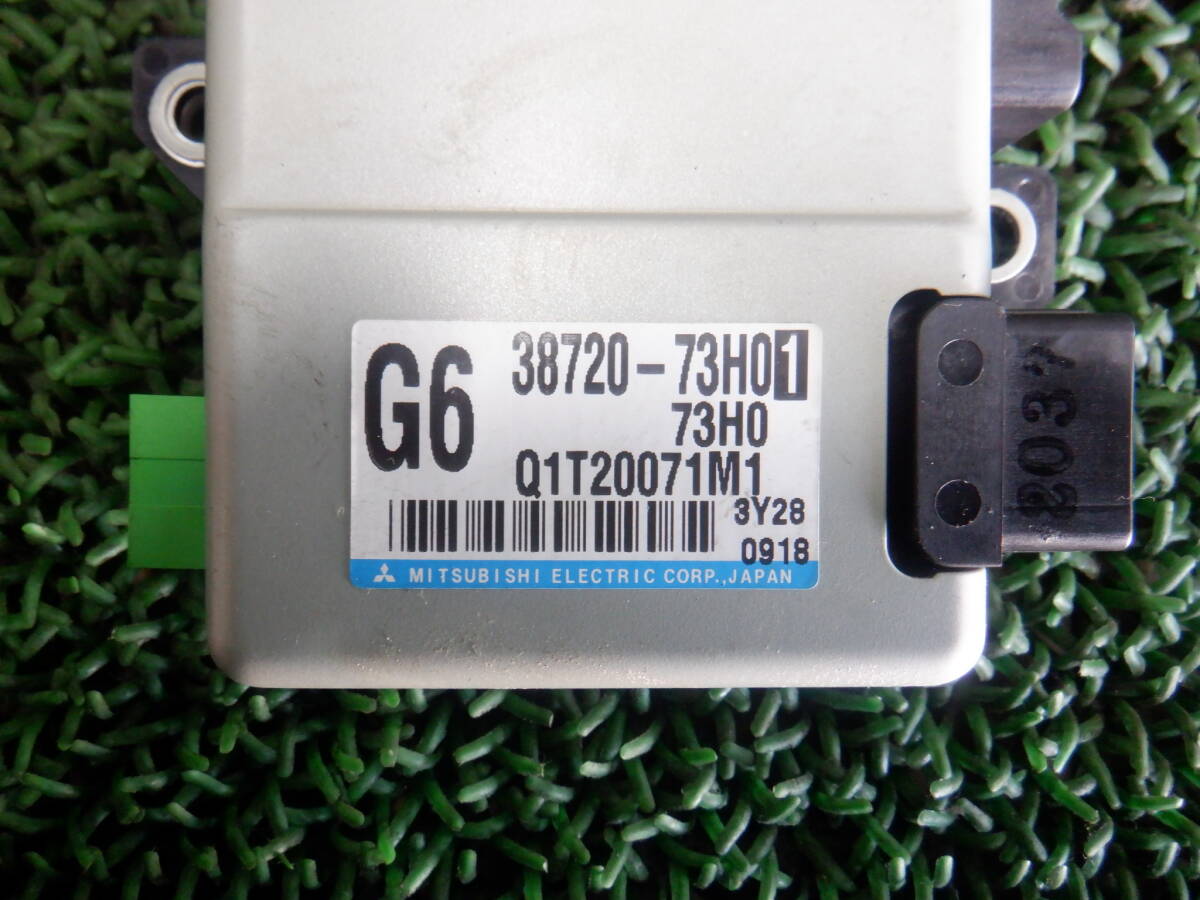 G6
38720-73H01
73H0
Q1T20071M1
3Y28
0918
MITSUBISHI ELECTRIC CORP.,JAPAN